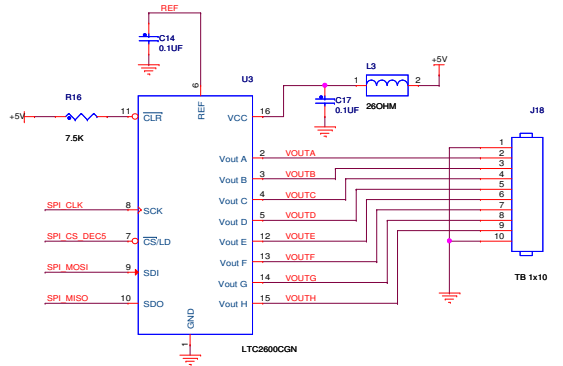 REF
C14
0.1UF
U3
L3
+5V
1
2
6
REF
R16
+5V
7.5K
11
CLR
VCC
16
C17
0.1UF
26OHM
J18
Vout A
2
VOUTA
Vout B
3
VOUTB
Vout C
4
VOUTC
Vout D
5
VOUTD
Vout E
12
VOUTE
Vout F
13
VOUTF
Vout G
14
VOUTG
Vout H
15
VOUTH
SPI_CLK
8
SCK
SPI_CS_DEC5
7
CS/LD
SPI_MOSI
9
SDI
SPI_MISO
10
SDO
GND
1
LTC2600CGN
1
2
3
4
5
6
7
8
9
10
TB 1x10